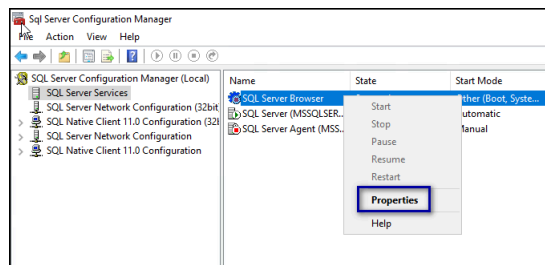 Sql Server Configuration Manager
File Action View Help
SQL Server Configuration Manager (Local)
SQL Server Services
SQL Server Network Configuration (32bit
SQL Native Client 11.0 Configuration (32
SQL Server Network Configuration
SQL Native Client 11.0 Configuration
Name State Start Mode
SQL Server Browser Other (Boot, Syste...
SQL Server (MSSQLSER... utomatic
SQL Server Agent (MSS... Manual
Start
Stop
Pause
Resume
Restart
Properties
Help